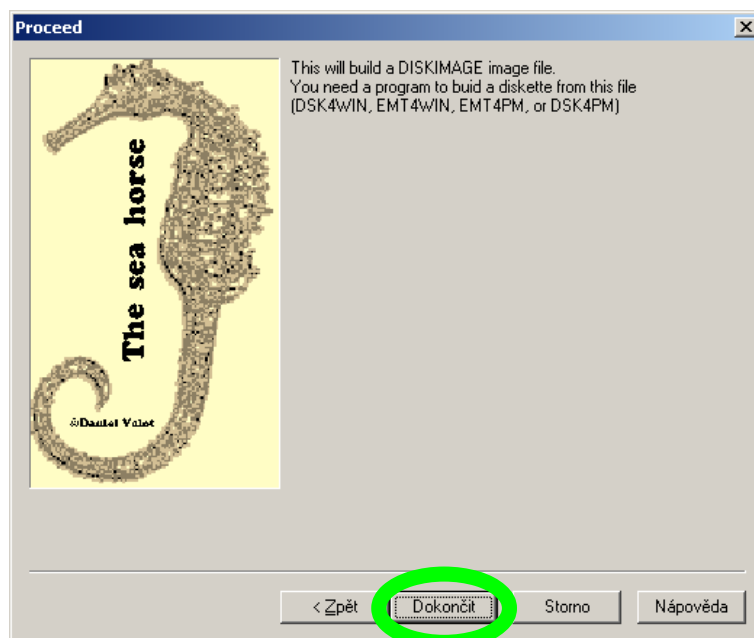 Proceed
This will build a DISKIMAGE image file.
You need a program to buid a diskette from this file
(DSK4WIN, EMT4WIN, EMT4PM, or DSK4PM)
The sea horse
©Daniel Valot
< Zpět
Dokončit
Storno
Nápověda